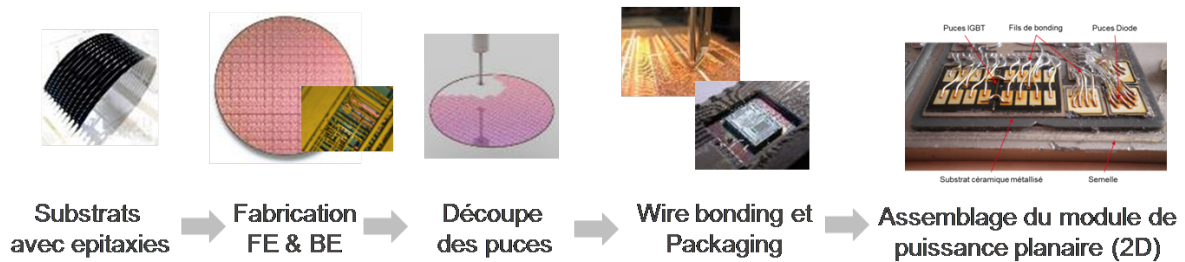 Puces IGBT
Fils de bonding
Puces Diode
Substrat céramique métallisé
Semelle
Substrats
avec epitaxies
Fabrication
FE & BE
Découpe
des puces
Wire bonding et
Packaging
Assemblage du module de
puissance planaire (2D)